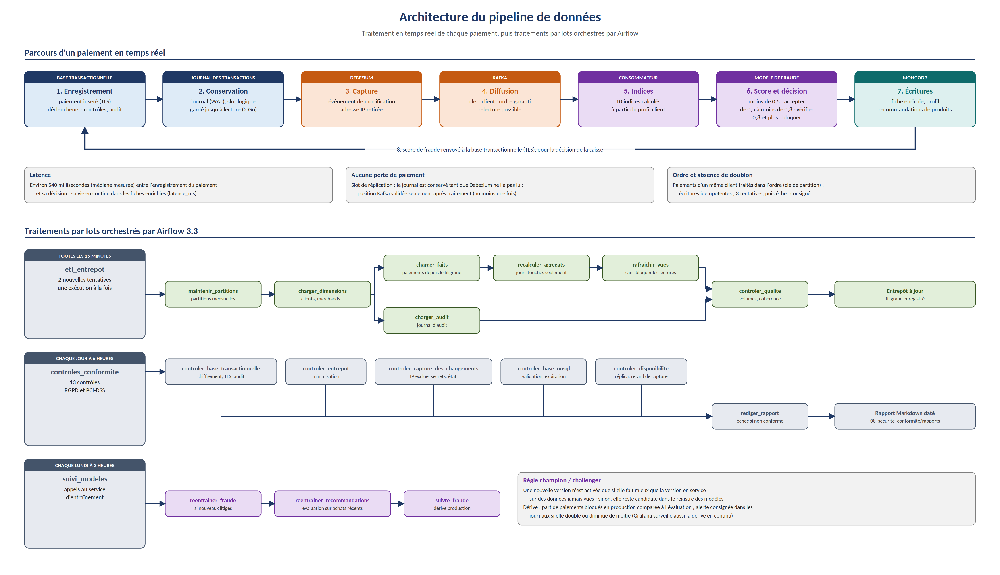 Architecture du pipeline de données
Traitement en temps réel de chaque paiement, puis traitements par lots orchestrés par Airflow
Parcours d'un paiement en temps réel
BASE TRANSACTIONNELLE
1. Enregistrement
paiement inséré (TLS)
déclencheurs : contrôles, audit
JOURNAL DES TRANSACTIONS
2. Conservation
journal (WAL), slot logique
gardé jusqu'à lecture (2 Go)
DEBEZIUM
3. Capture
événement de modification
adresse IP retirée
KAFKA
4. Diffusion
clé = client : ordre garanti
relecture possible
CONSOMMATEUR
5. Indices
10 indices calculés
à partir du profil client
MODÈLE DE FRAUDE
6. Score et décision
moins de 0,5 : accepter
de 0,5 à moins de 0,8 : vérifier
0,8 et plus : bloquer
MONGODB
7. Écritures
fiche enrichie, profil
recommandations de produits
8. score de fraude renvoyé à la base transactionnelle (TLS), pour la décision de la caisse
Latence
Environ 540 millisecondes (médiane mesurée) entre l'enregistrement du paiement
et sa décision ; suivie en continu dans les fiches enrichies (latence_ms)
Aucune perte de paiement
Slot de réplication : le journal est conservé tant que Debezium ne l'a pas lu ;
position Kafka validée seulement après traitement (au moins une fois)
Ordre et absence de doublon
Paiements d'un même client traités dans l'ordre (clé de partition) ;
écritures idempotentes ; 3 tentatives, puis échec consigné
Traitements par lots orchestrés par Airflow 3.3
TOUTES LES 15 MINUTES
etl_entrepot
2 nouvelles tentatives
une exécution à la fois
maintenir_partitions
partitions mensuelles
charger_dimensions
clients, marchands...
charger_faits
paiements depuis le filigrane
recalculer_agregats
jours touchés seulement
rafraichir_vues
sans bloquer les lectures
charger_audit
journal d'audit
controler_qualite
volumes, cohérence
Entrepôt à jour
filigrane enregistré
CHAQUE JOUR À 6 HEURES
controles_conformite
13 contrôles
RGPD et PCI-DSS
controler_base_transactionnelle
chiffrement, TLS, audit
controler_entrepot
minimisation
controler_capture_des_changements
IP exclue, secrets, état
controler_base_nosql
validation, expiration
controler_disponibilite
réplica, retard de capture
rediger_rapport
échec si non conforme
Rapport Markdown daté
08_securite_conformite/rapports
CHAQUE LUNDI À 3 HEURES
suivi_modeles
appels au service
d'entraînement
reentrainer_fraude
si nouveaux litiges
reentrainer_recommandations
évaluation sur achats récents
suivre_fraude
dérive production
Règle champion / challenger
Une nouvelle version n'est activée que si elle fait mieux que la version en service
sur des données jamais vues ; sinon, elle reste candidate dans le registre des modèles
Dérive : part de paiements bloqués en production comparée à l'évaluation ; alerte consignée dans les
journaux si elle double ou diminue de moitié (Grafana surveille aussi la dérive en continu)